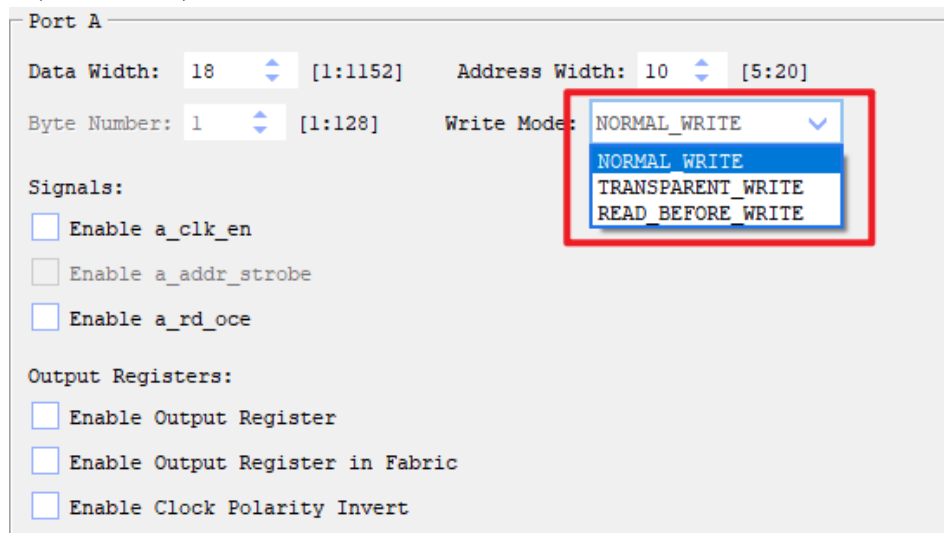 Port A
Data Width: 18 [1:1152] Address Width: 10 [5:20]
Byte Number: 1 [1:128] Write Mode: NORMAL_WRITE
NORMAL_WRITE
TRANSPARENT_WRITE
READ_BEFORE_WRITE
Signals:
Enable a_clk_en
Enable a_addr_strobe
Enable a_rd_oce
Output Registers:
Enable Output Register
Enable Output Register in Fabric
Enable Clock Polarity Invert